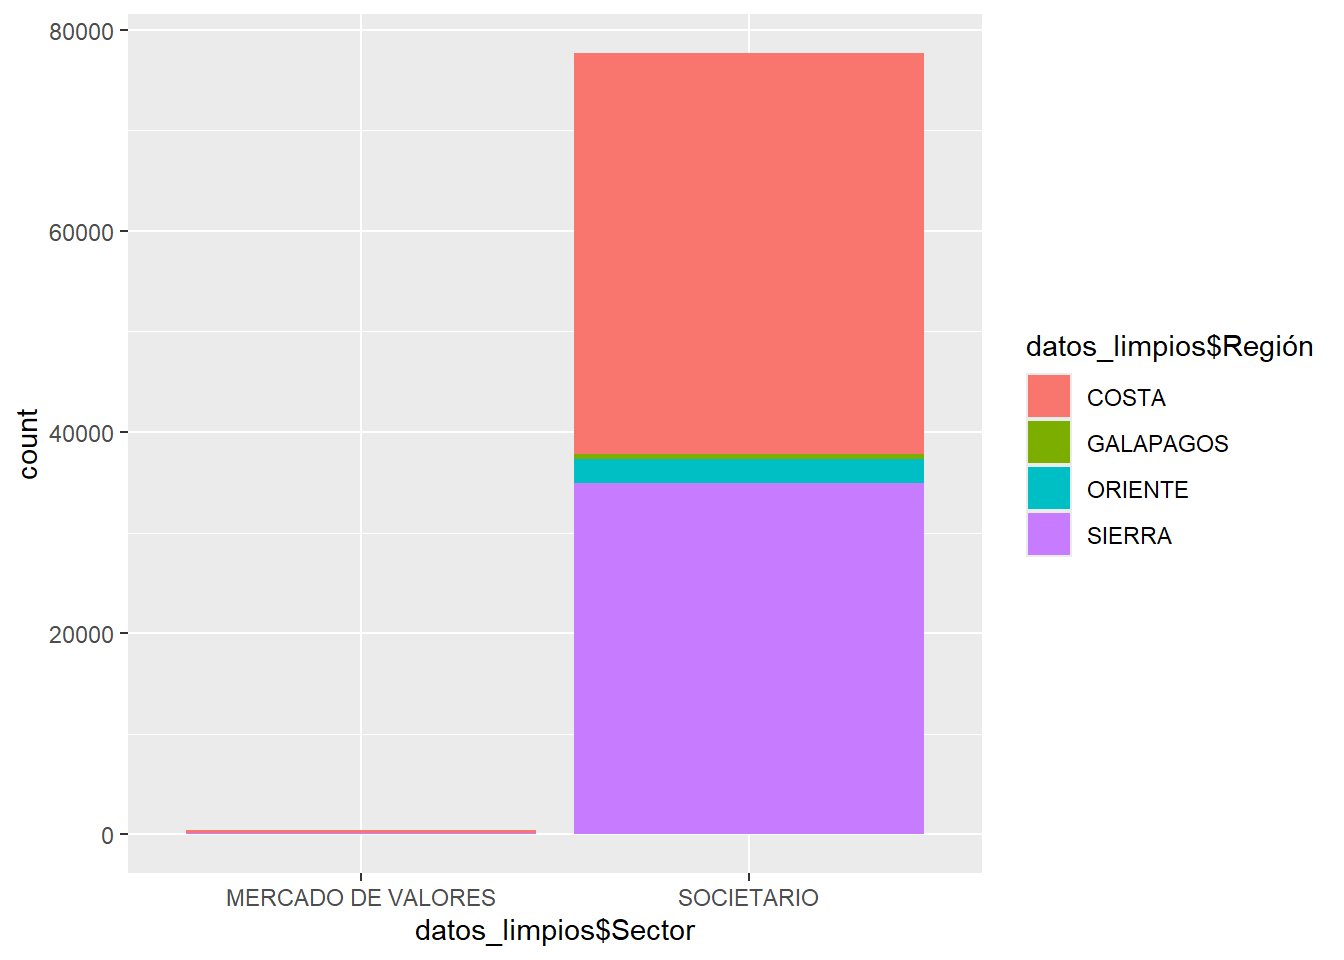 80000
60000
40000
20000
0
count
MERCADO DE VALORES
SOCIETARIO
datos_limpios$Sector
datos_limpios$Región
COSTA
GALAPAGOS
ORIENTE
SIERRA